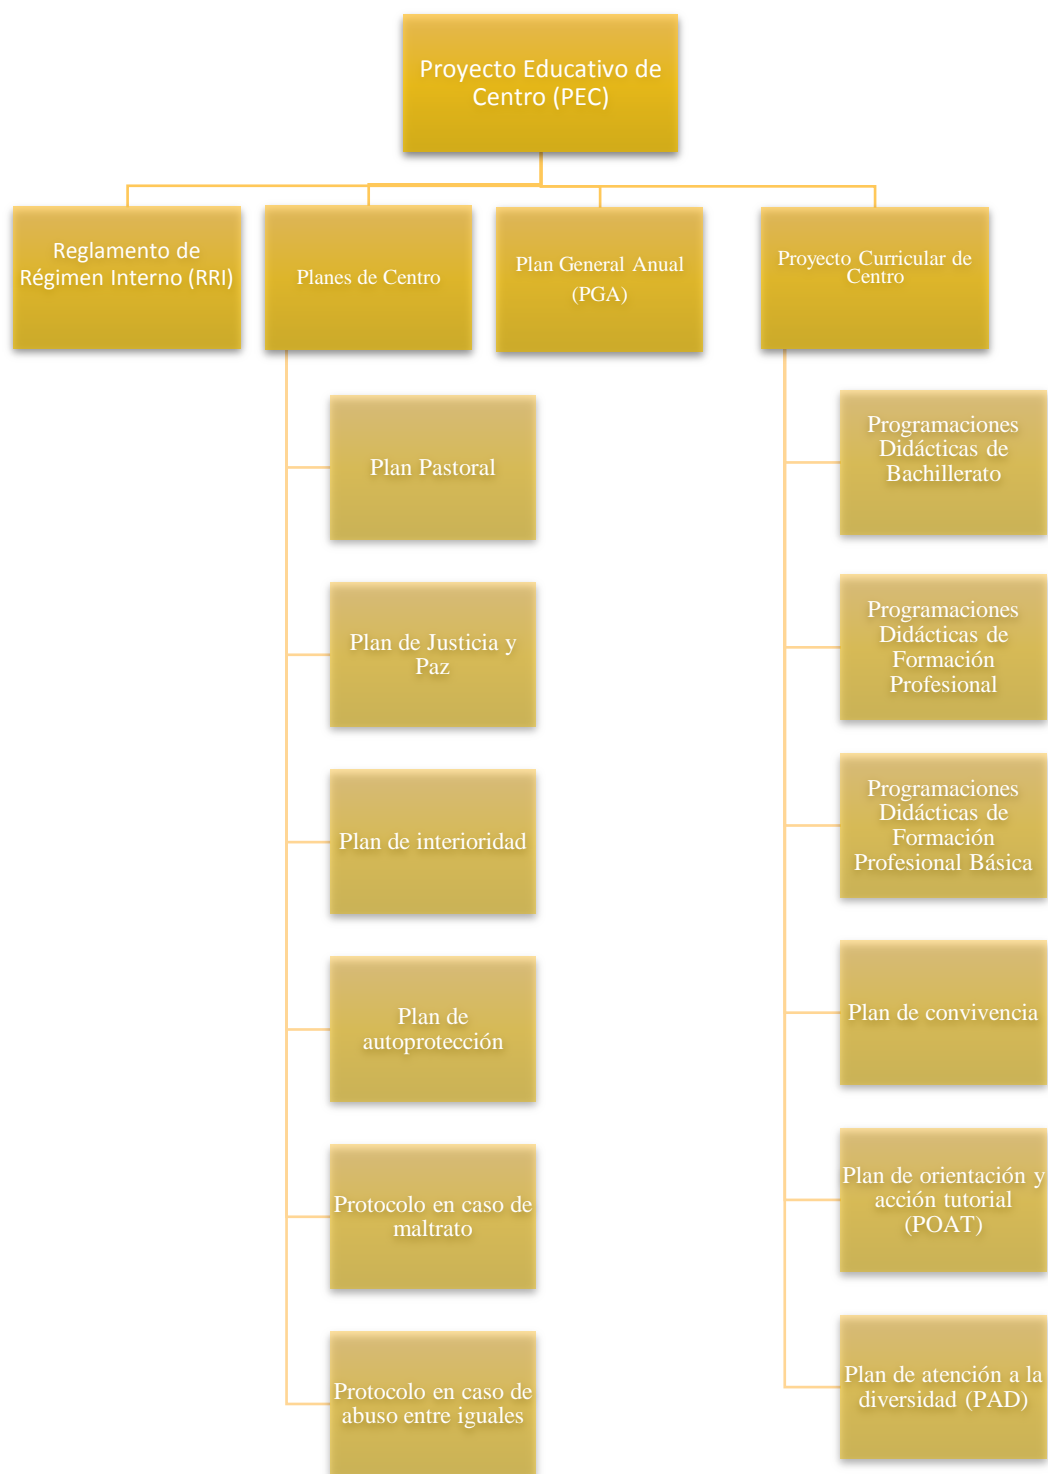 Proyecto Educativo de
Centro (PEC)
Reglamento de
Régimen Interno (RRI)
Planes de Centro
Plan General Anual
(PGA)
Proyecto Curricular de
Centro
Plan Pastoral
Plan de Justicia y
Paz
Plan de interioridad
Plan de
autoprotección
Protocolo en caso de
maltrato
Protocolo en caso de
abuso entre iguales
Programaciones
Didácticas de
Bachillerato
Programaciones
Didácticas de
Formación
Profesional
Programaciones
Didácticas de
Formación
Profesional Básica
Plan de convivencia
Plan de orientación y
acción tutorial
(POAT)
Plan de atención a la
diversidad (PAD)